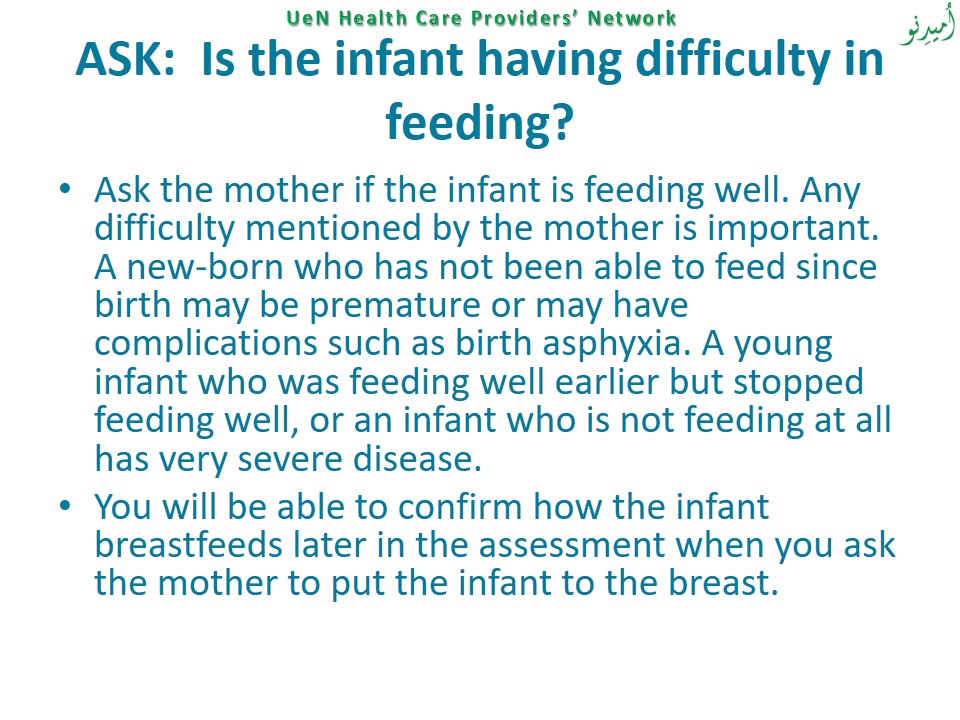 UeN Health Care Providers’ Network
اُمیدِنو
ASK:  Is the infant having difficulty in
feeding?
• Ask the mother if the infant is feeding well. Any
difficulty mentioned by the mother is important.
A new-born who has not been able to feed since
birth may be premature or may have
complications such as birth asphyxia. A young
infant who was feeding well earlier but stopped
feeding well, or an infant who is not feeding at all
has very severe disease.
• You will be able to confirm how the infant
breastfeeds later in the assessment when you ask
the mother to put the infant to the breast.